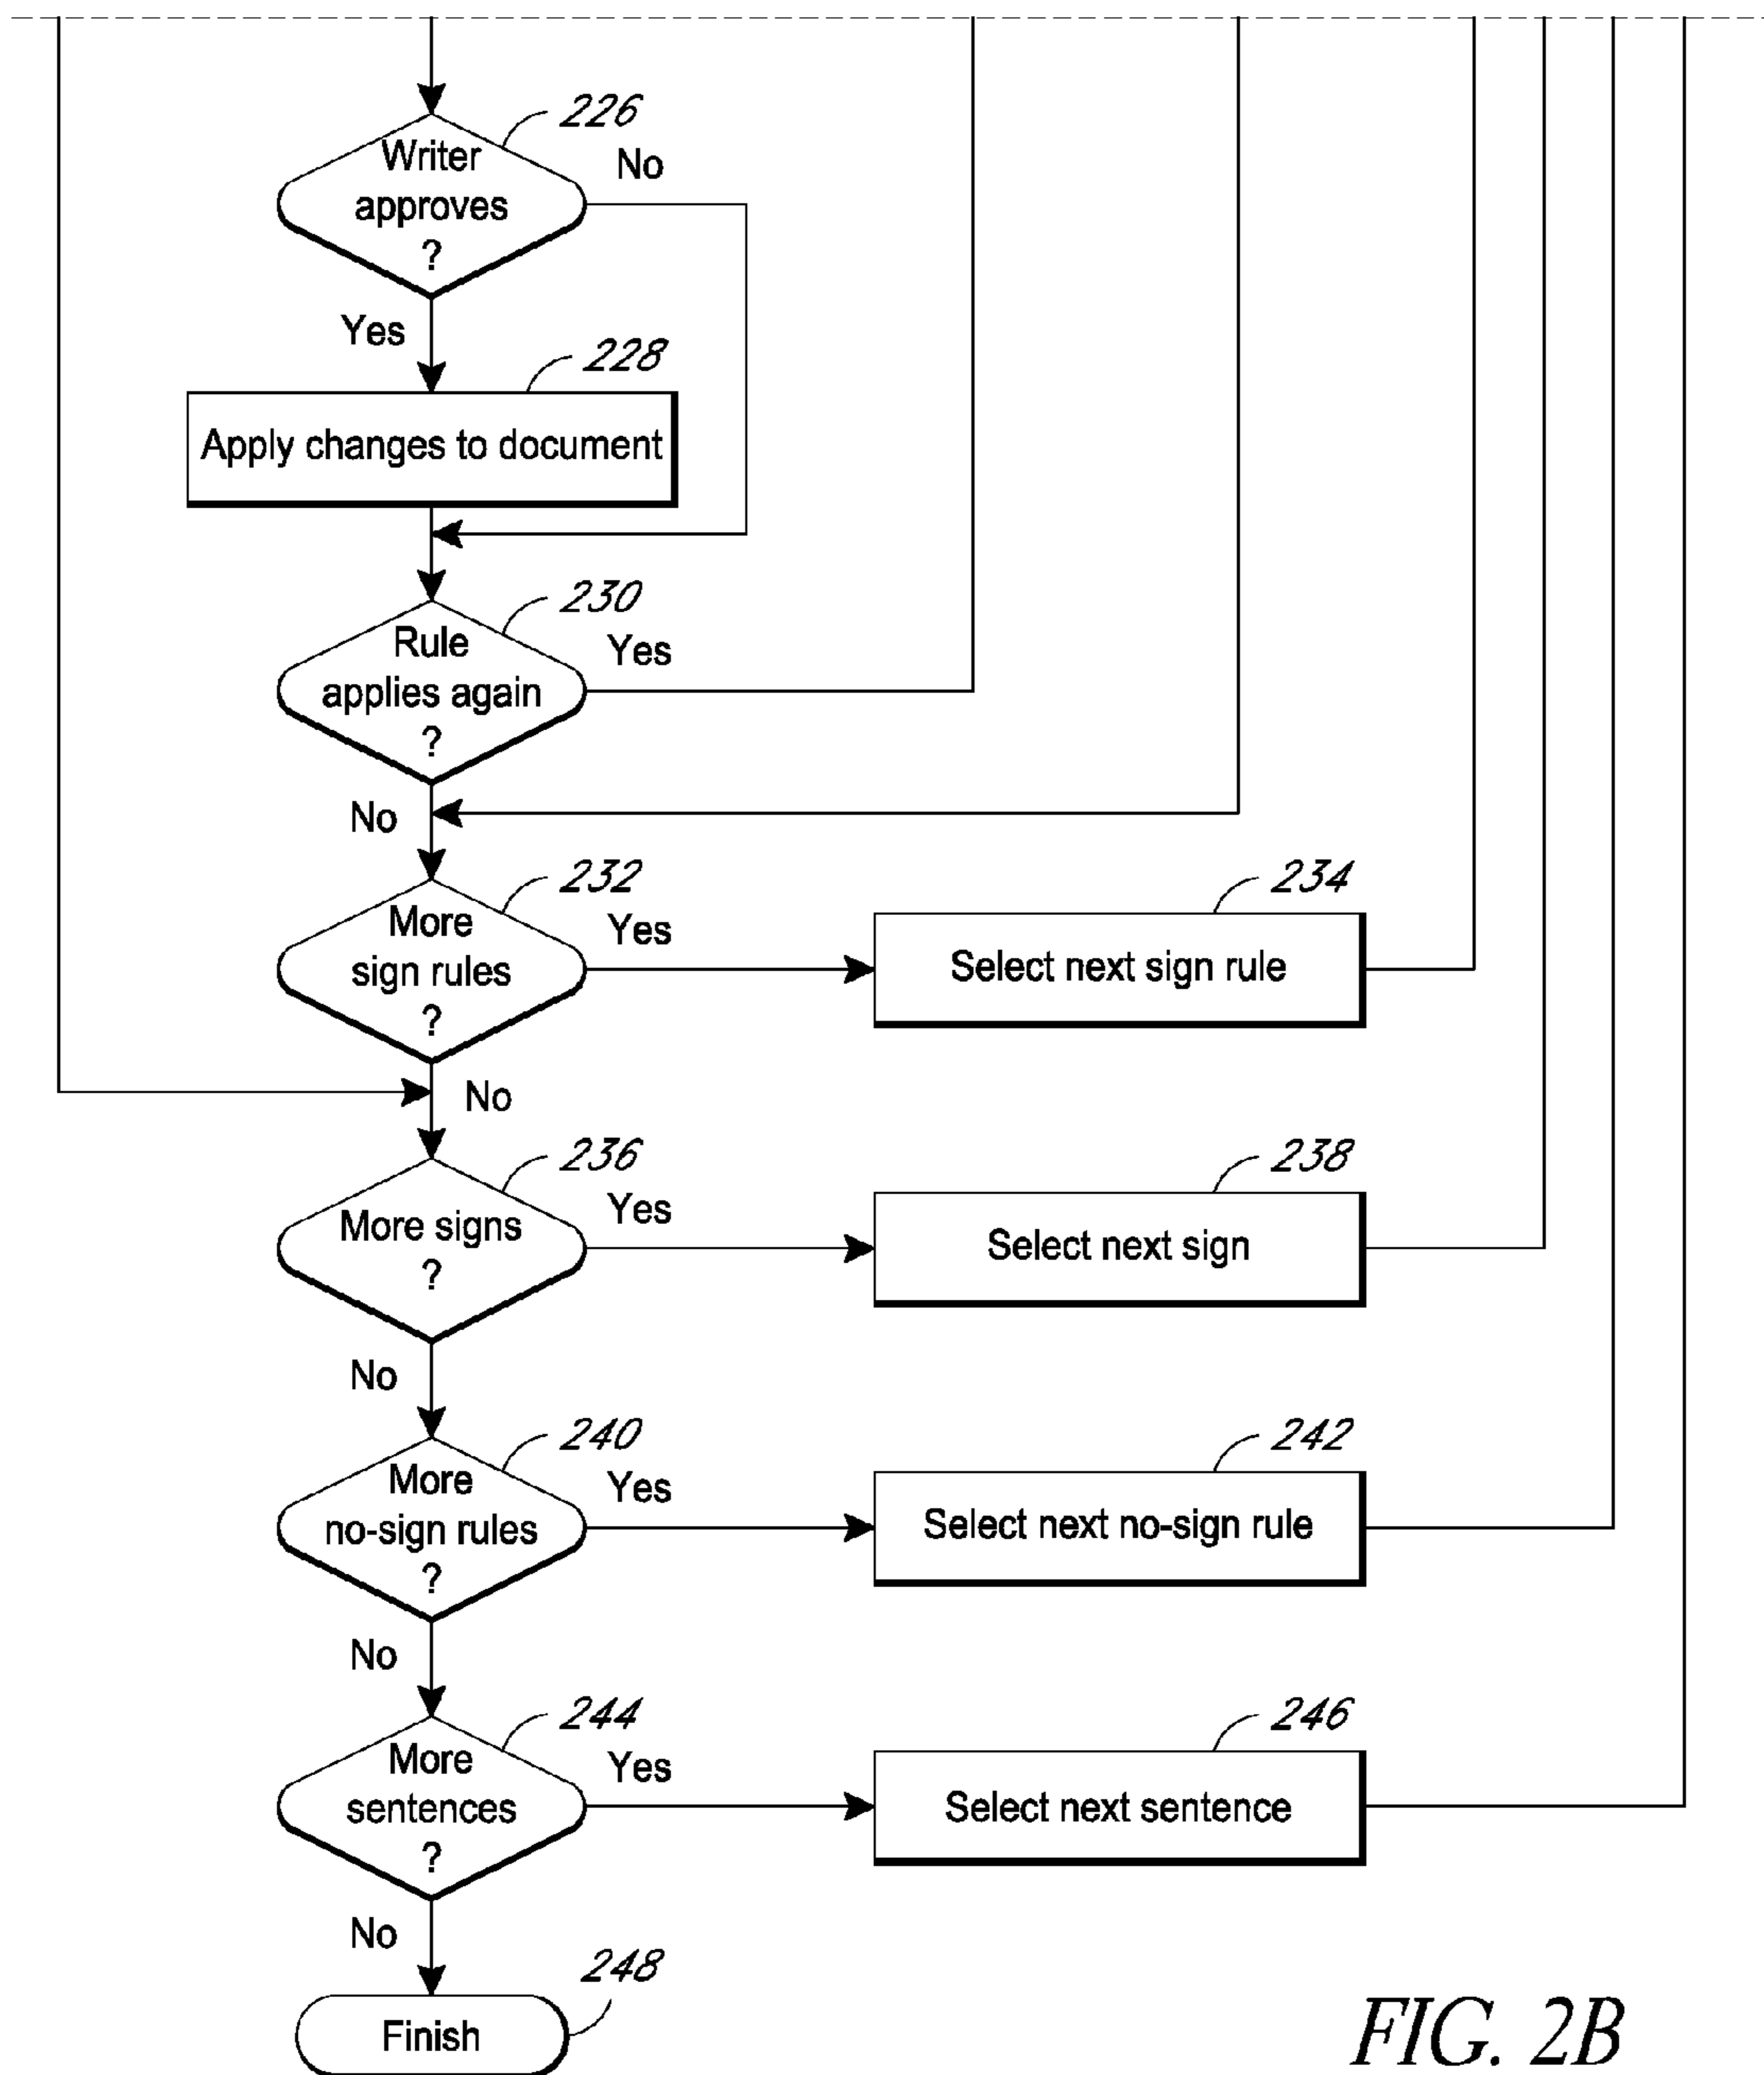 226
Writer
approves
?
No
Yes
228
Apply changes to document
230
Rule
applies again
?
Yes
No
232
More
sign rules
?
Yes
234
Select next sign rule
No
236
More signs
?
Yes
238
Select next sign
No
240
More
no-sign rules
?
Yes
242
Select next no-sign rule
No
244
More
sentences
?
Yes
246
Select next sentence
No
248
Finish
FIG. 2B